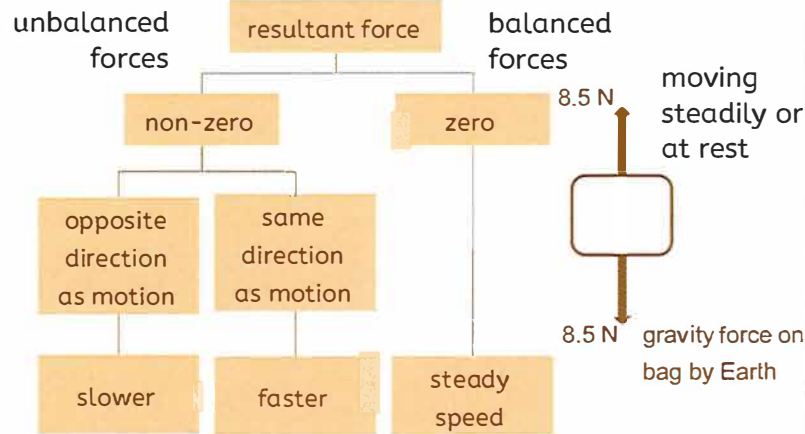 unbalanced
forces
resultant force
balanced
forces
non-zero
zero
opposite
direction
as motion
same
direction
as motion
slower
faster
steady
speed
8.5 N
moving
steadily or
at rest
8.5 N
gravity force on
bag by Earth